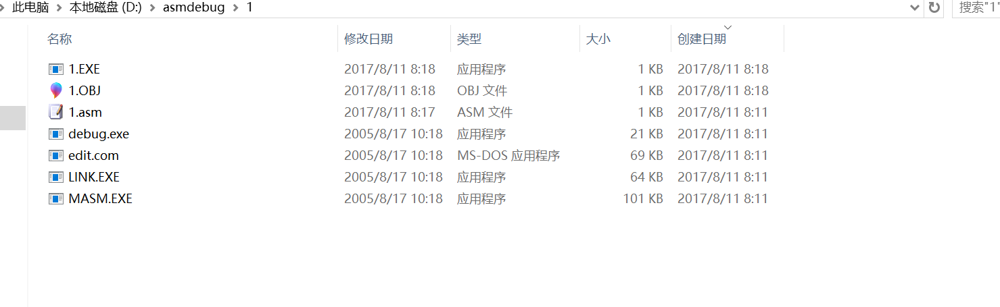 此电脑 > 本地磁盘 (D:) > asmdebug > 1 搜索"1"
名称 修改日期 类型 大小 创建日期
1.EXE 2017/8/11 8:18 应用程序 1 KB 2017/8/11 8:18
1.OBJ 2017/8/11 8:18 OBJ 文件 1 KB 2017/8/11 8:18
1.asm 2017/8/11 8:17 ASM 文件 1 KB 2017/8/11 8:11
debug.exe 2005/8/17 10:18 应用程序 21 KB 2017/8/11 8:11
edit.com 2005/8/17 10:18 MS-DOS 应用程序 69 KB 2017/8/11 8:11
LINK.EXE 2005/8/17 10:18 应用程序 64 KB 2017/8/11 8:11
MASM.EXE 2005/8/17 10:18 应用程序 101 KB 2017/8/11 8:11